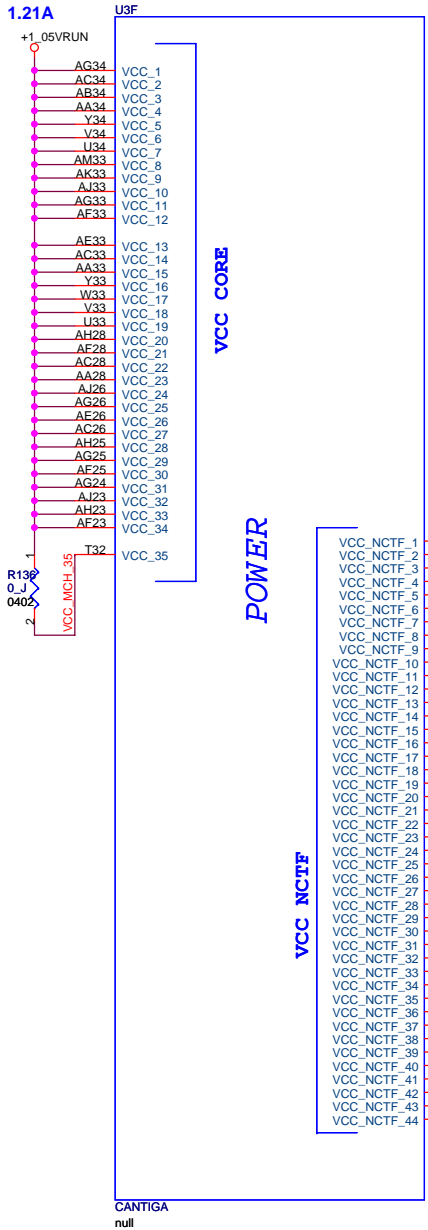 1.21A
U3F
+1_05VRUN
AG34 VCC_1
AC34 VCC_2
AB34 VCC_3
AA34 VCC_4
Y34 VCC_5
V34 VCC_6
U34 VCC_7
AM33 VCC_8
AK33 VCC_9
AJ33 VCC_10
AG33 VCC_11
AF33 VCC_12
AE33 VCC_13
AC33 VCC_14
AA33 VCC_15
Y33 VCC_16
W33 VCC_17
V33 VCC_18
U33 VCC_19
AH28 VCC_20
AF28 VCC_21
AC28 VCC_22
AA28 VCC_23
AJ26 VCC_24
AG26 VCC_25
AE26 VCC_26
AC26 VCC_27
AH25 VCC_28
AG25 VCC_29
AF25 VCC_30
AG24 VCC_31
AJ23 VCC_32
AH23 VCC_33
AF23 VCC_34
T32 VCC_35
VCC CORE
1
R136
0_J
0402
2
VCC_MCH_35
POWER
VCC_NCTF_1
VCC_NCTF_2
VCC_NCTF_3
VCC_NCTF_4
VCC_NCTF_5
VCC_NCTF_6
VCC_NCTF_7
VCC_NCTF_8
VCC_NCTF_9
VCC_NCTF_10
VCC_NCTF_11
VCC_NCTF_12
VCC_NCTF_13
VCC_NCTF_14
VCC_NCTF_15
VCC_NCTF_16
VCC_NCTF_17
VCC_NCTF_18
VCC_NCTF_19
VCC_NCTF_20
VCC_NCTF_21
VCC_NCTF_22
VCC_NCTF_23
VCC_NCTF_24
VCC_NCTF_25
VCC_NCTF_26
VCC_NCTF_27
VCC_NCTF_28
VCC_NCTF_29
VCC_NCTF_30
VCC_NCTF_31
VCC_NCTF_32
VCC_NCTF_33
VCC_NCTF_34
VCC_NCTF_35
VCC_NCTF_36
VCC_NCTF_37
VCC_NCTF_38
VCC_NCTF_39
VCC_NCTF_40
VCC_NCTF_41
VCC_NCTF_42
VCC_NCTF_43
VCC_NCTF_44
VCC NCTF
CANTIGA
null